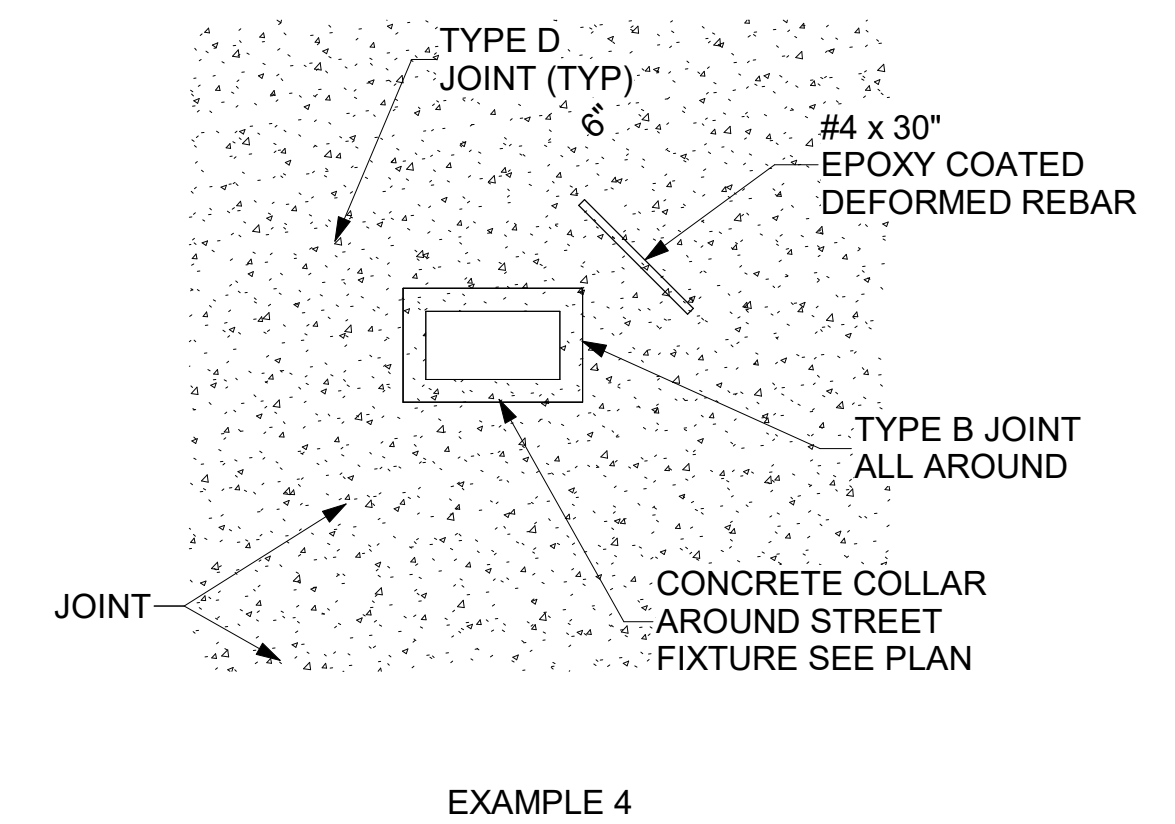 TYPE D
JOINT (TYP)
6"
#4 x 30"
EPOXY COATED
DEFORMED REBAR
TYPE B JOINT
ALL AROUND
CONCRETE COLLAR
AROUND STREET
FIXTURE SEE PLAN
JOINT
EXAMPLE 4